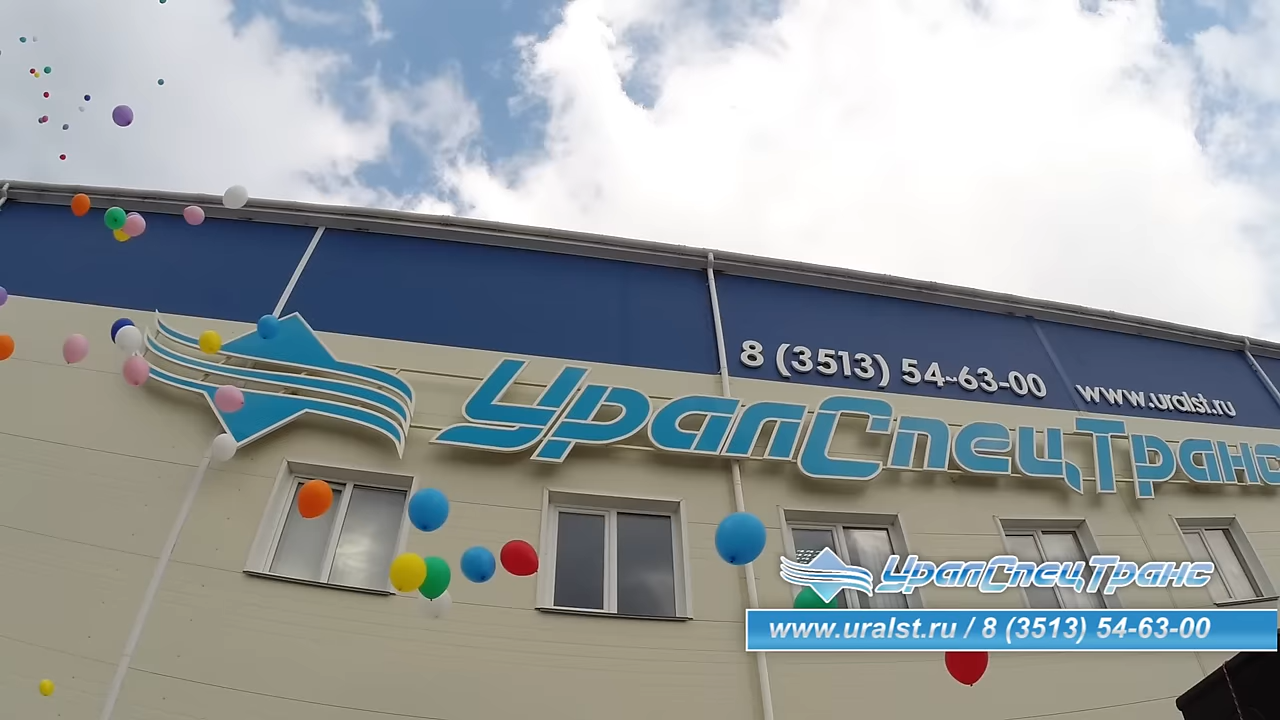 8 (3513) 54-63-00 www.uralst.ru
УралСпецТранс
УралСпецТранс
www.uralst.ru / 8 (3513) 54-63-00